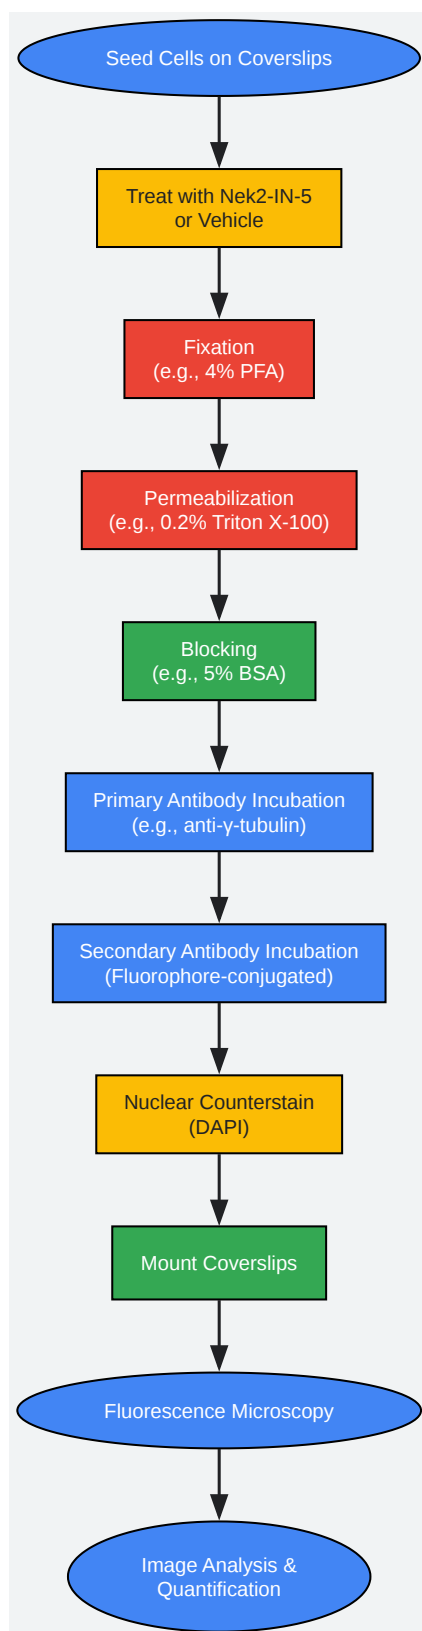 Seed Cells on Coverslips
Treat with Nek2-IN-5
or Vehicle
Fixation
(e.g., 4% PFA)
Permeabilization
(e.g., 0.2% Triton X-100)
Blocking
(e.g., 5% BSA)
Primary Antibody Incubation
(e.g., anti-γ-tubulin)
Secondary Antibody Incubation
(Fluorophore-conjugated)
Nuclear Counterstain
(DAPI)
Mount Coverslips
Fluorescence Microscopy
Image Analysis &
Quantification